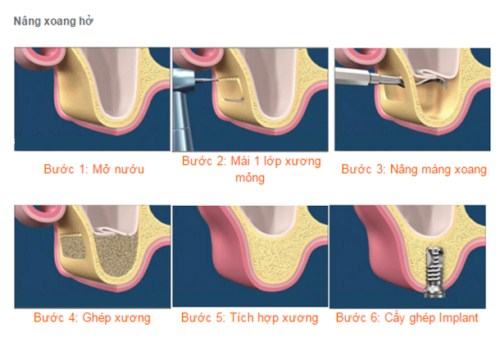 Nâng xoang hở
Bước 1: Mở nướu
Bước 2: Mài 1 lớp xương
mỏng
Bước 3: Nâng màng xoang
Bước 4: Ghép xương
Bước 5: Tích hợp xương
Bước 6: Cấy ghép Implant